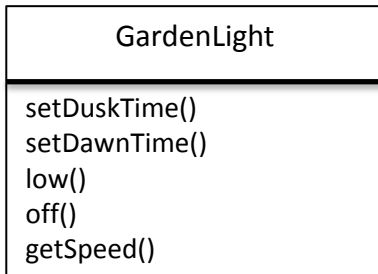 GardenLight
setDuskTime()
setDawnTime()
low()
off()
getSpeed()